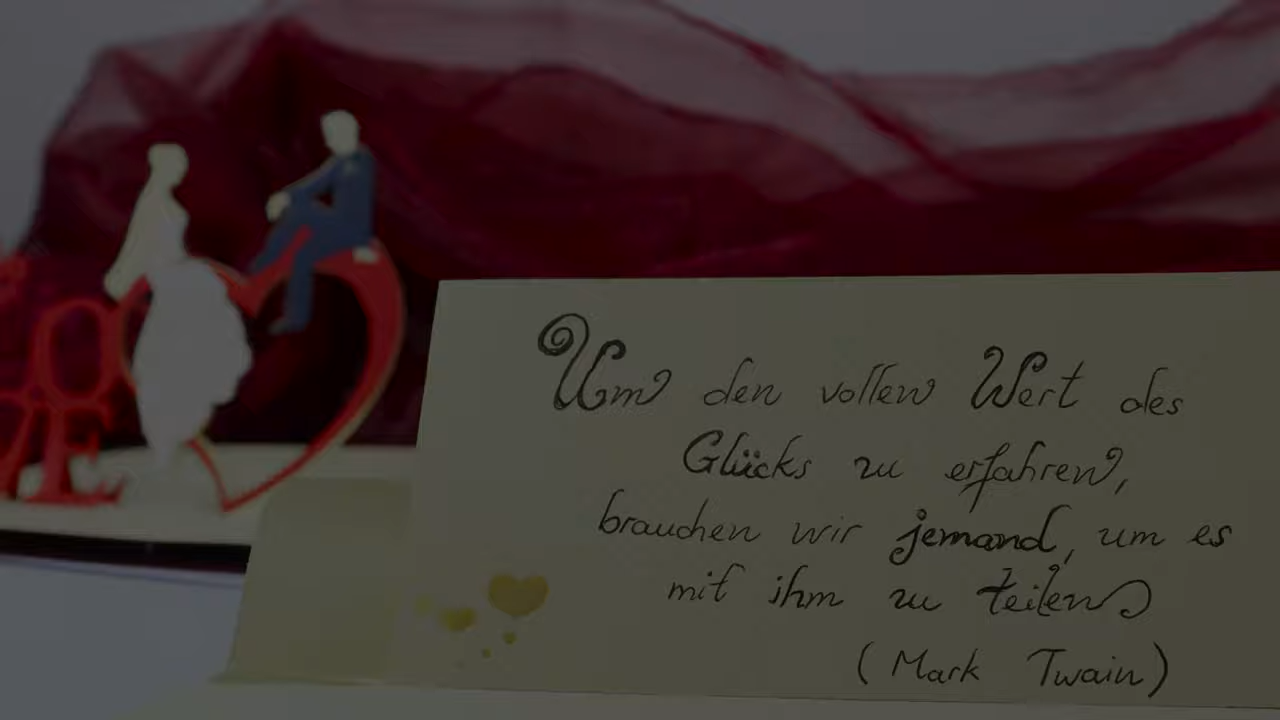 Um den vollen Wert des
Glücks zu erfahren,
brauchen wir jemand, um es
mit ihm zu teilen
(Mark Twain)